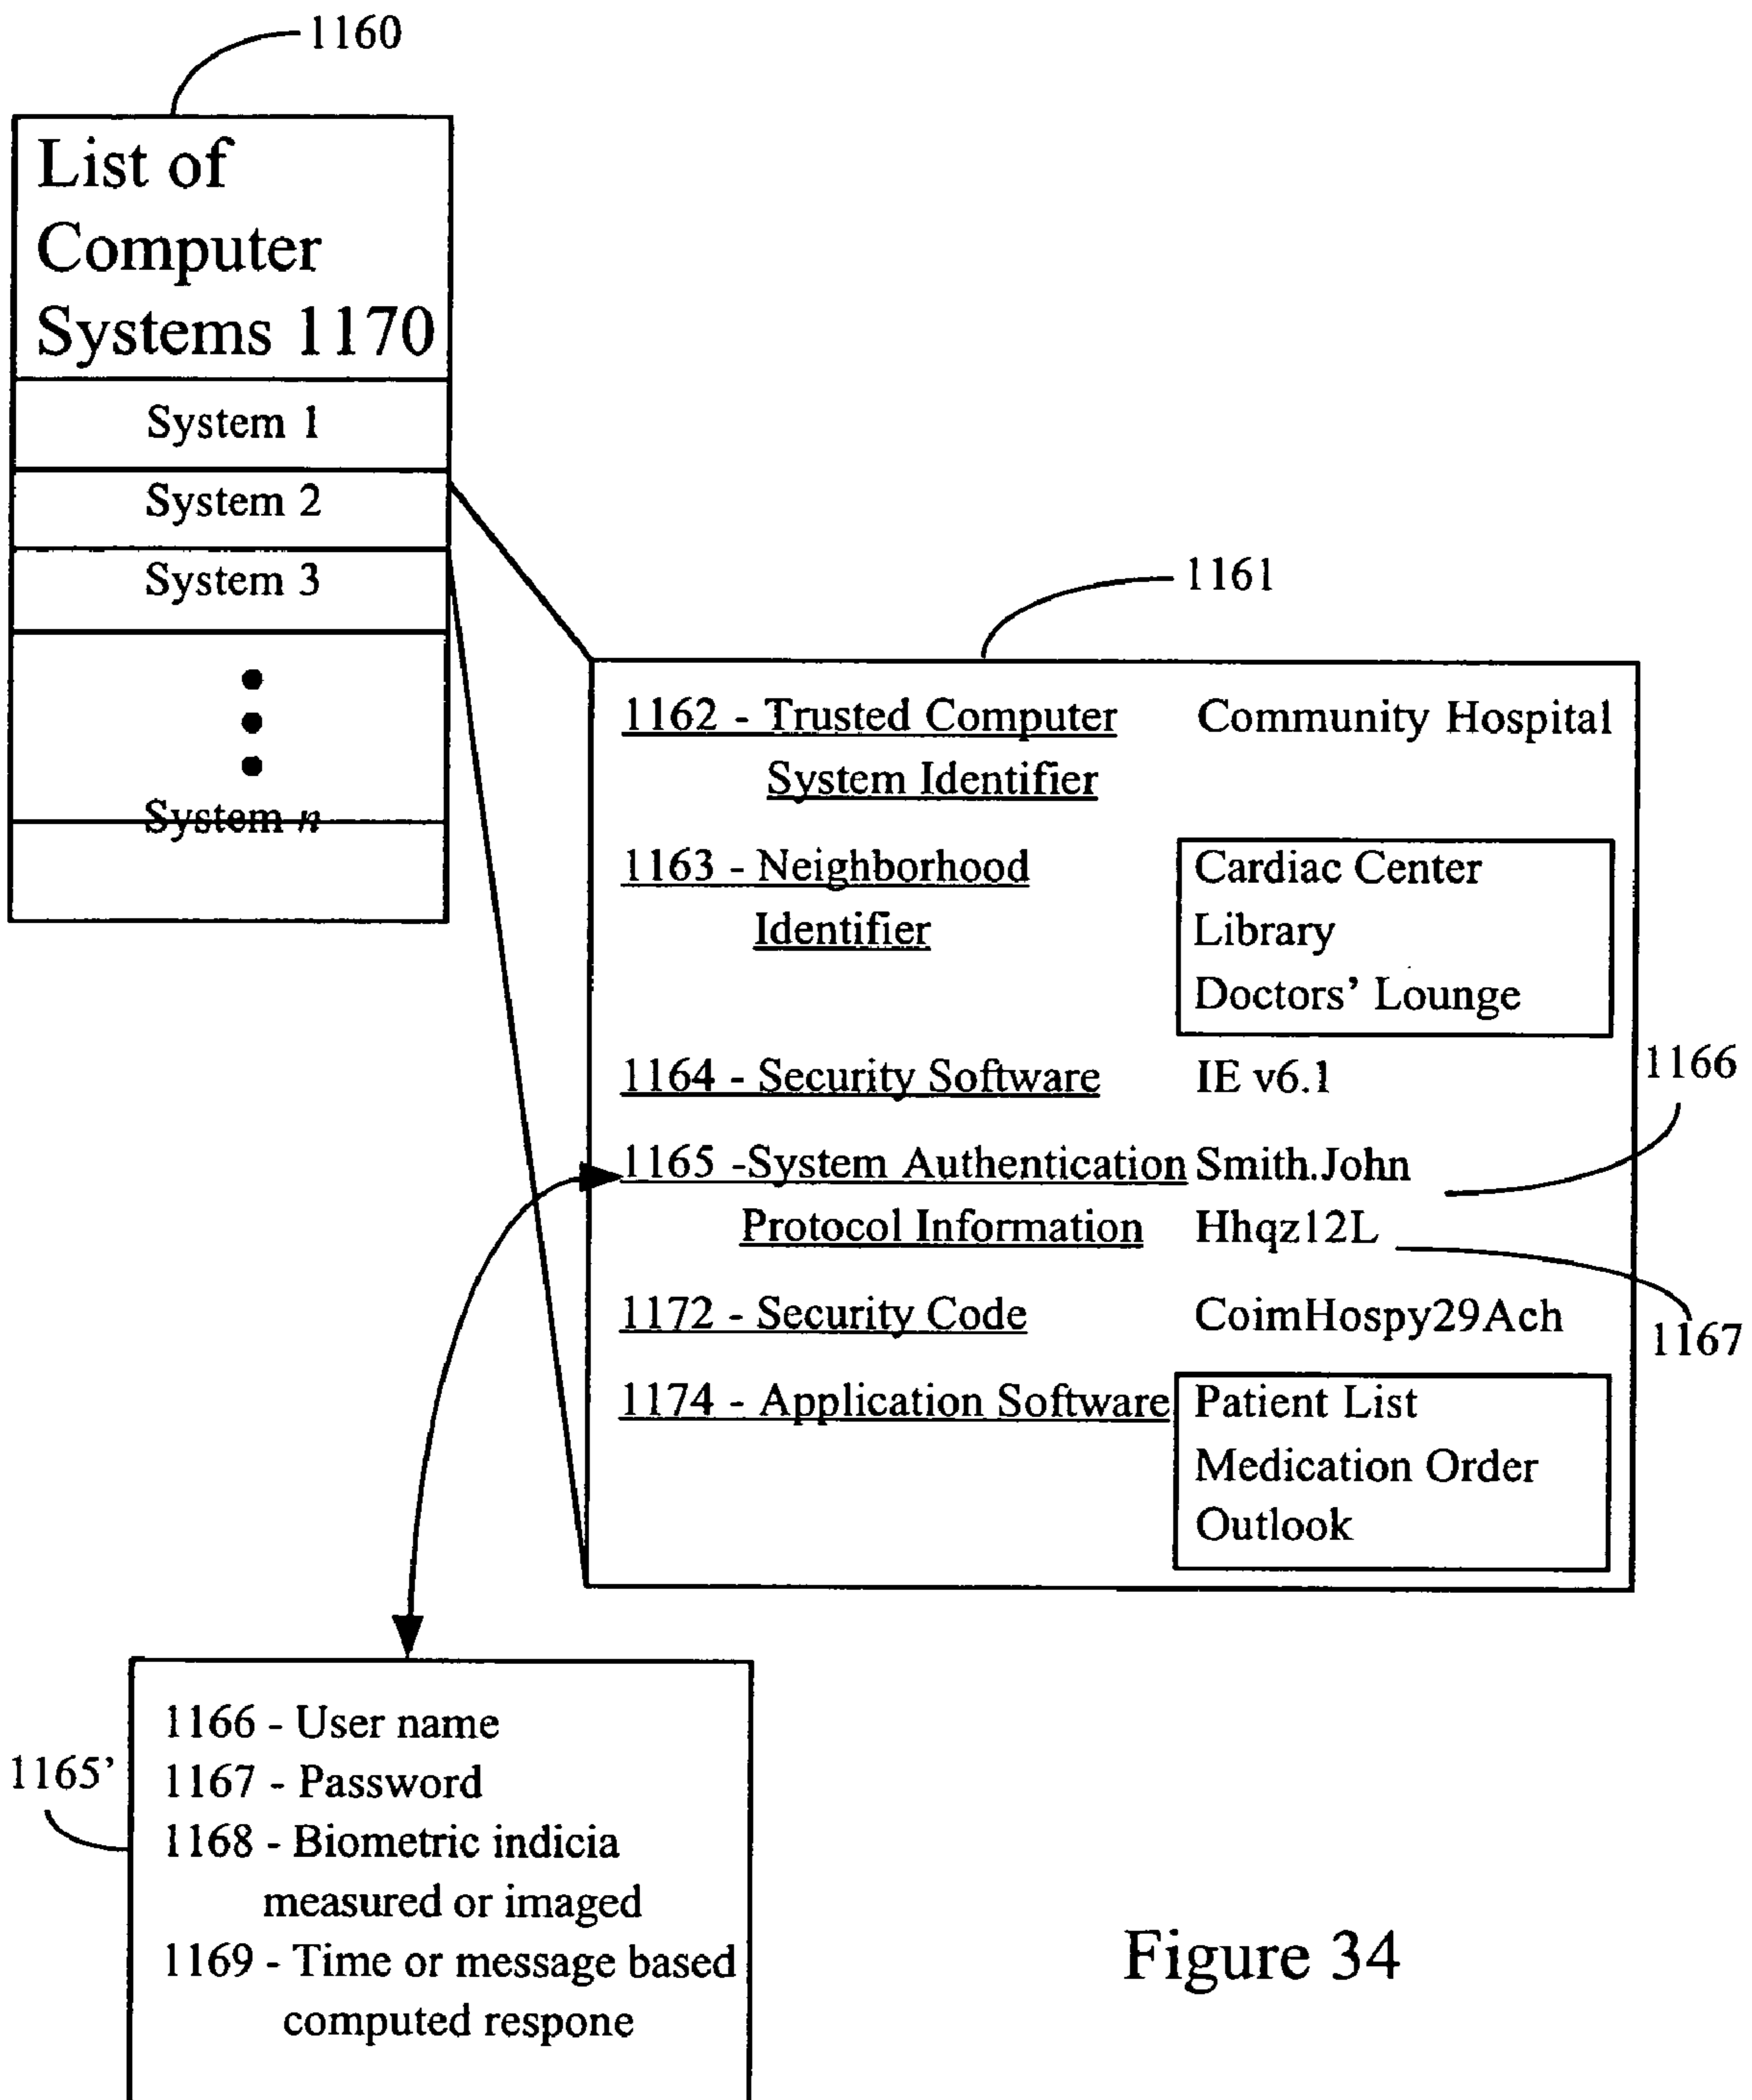 1160
List of
Computer
Systems 1170
System 1
System 2
System 3
System n
1161
1162 - Trusted Computer Community Hospital
System Identifier
1163 - Neighborhood Cardiac Center
Identifier Library
Doctors’ Lounge
1164 - Security Software IE v6.1
1166
1165 -System Authentication Smith.John
Protocol Information Hhqz12L
1172 - Security Code CoimHospy29Ach
1167
1174 - Application Software Patient List
Medication Order
Outlook
1165’
1166 - User name
1167 - Password
1168 - Biometric indicia
measured or imaged
1169 - Time or message based
computed respone
Figure 34